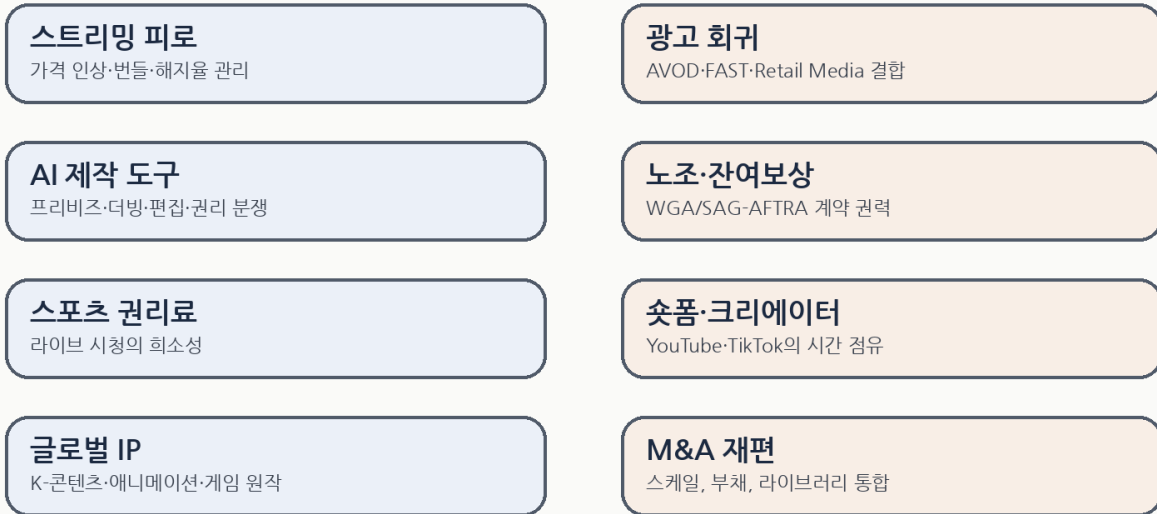 스트리밍 피로
가격 인상·번들·해지율 관리
광고 회귀
AVOD·FAST·Retail Media 결합
AI 제작 도구
프리비즈·더빙·편집·권리 분쟁
노조·잔여보상
WGA/SAG-AFTRA 계약 권력
스포츠 권리료
라이브 시청의 희소성
숏폼·크리에이터
YouTube·TikTok의 시간 점유
글로벌 IP
K-콘텐츠·애니메이션·게임 원작
M&A 재편
스케일, 부채, 라이브러리 통합